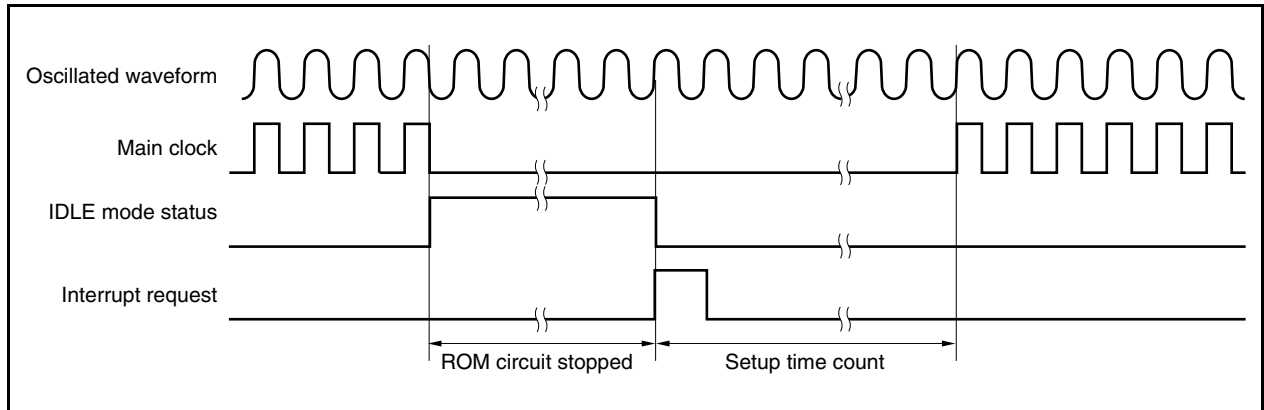 Oscillated waveform
Main clock
IDLE mode status
Interrupt request
ROM circuit stopped
Setup time count